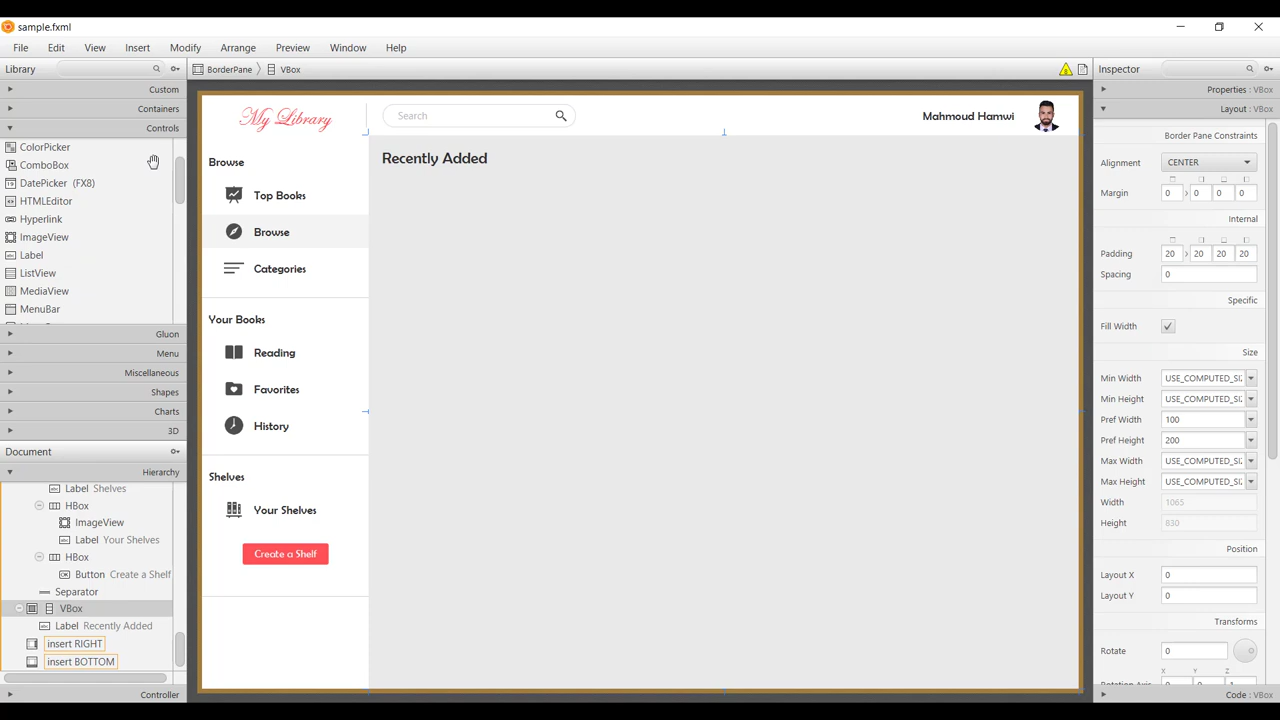 sample.fxml
File Edit View Insert Modify Arrange Preview Window Help
Library
Custom
Containers
Controls
ColorPicker
ComboBox
DatePicker (FX8)
HTMLEditor
Hyperlink
ImageView
Label
ListView
MediaView
MenuBar
Gluon
Menu
Miscellaneous
Shapes
Charts
3D
Document
Hierarchy
Label Shelves
HBox
ImageView
Label Your Shelves
HBox
Button Create a Shelf
Separator
VBox
Label Recently Added
insert RIGHT
insert BOTTOM
Controller
BorderPane VBox
My Library
Search
Mahmoud Hamwi
Browse
Top Books
Browse
Categories
Your Books
Reading
Favorites
History
Shelves
Your Shelves
Create a Shelf
Recently Added
Inspector
Properties : VBox
Layout : VBox
Border Pane Constraints
Alignment CENTER
Margin 0 0 0 0
Internal
Padding 20 20 20 20
Spacing 0
Specific
Fill Width
Size
Min Width USE_COMPUTED_SI
Min Height USE_COMPUTED_SI
Pref Width 100
Pref Height 200
Max Width USE_COMPUTED_SI
Max Height USE_COMPUTED_SI
Width 1065
Height 830
Position
Layout X 0
Layout Y 0
Transforms
Rotate 0
X Y Z
Code : VBox